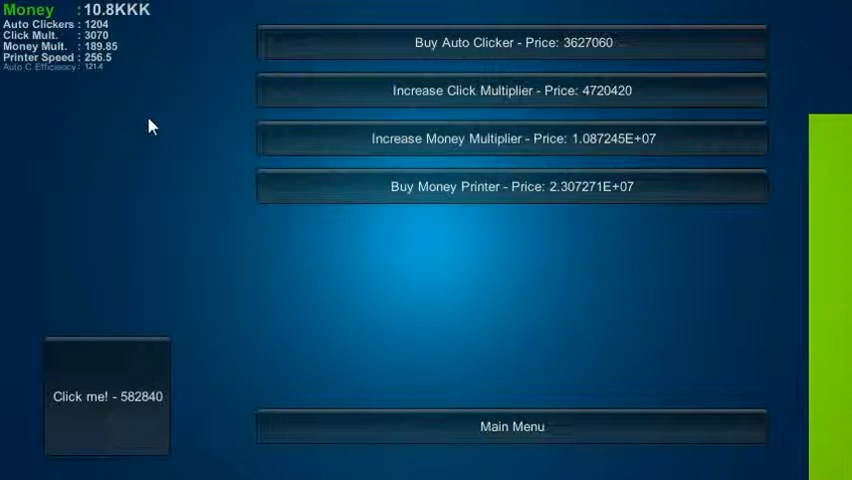 Money : 10.8KKK
Auto Clickers : 1204
Click Mult. : 3070
Money Mult. : 189.85
Printer Speed : 256.5
Auto C Efficiency : 121.4
Buy Auto Clicker - Price: 3627060
Increase Click Multiplier - Price: 4720420
Increase Money Multiplier - Price: 1.087245E+07
Buy Money Printer - Price: 2.307271E+07
Click me! - 582840
Main Menu